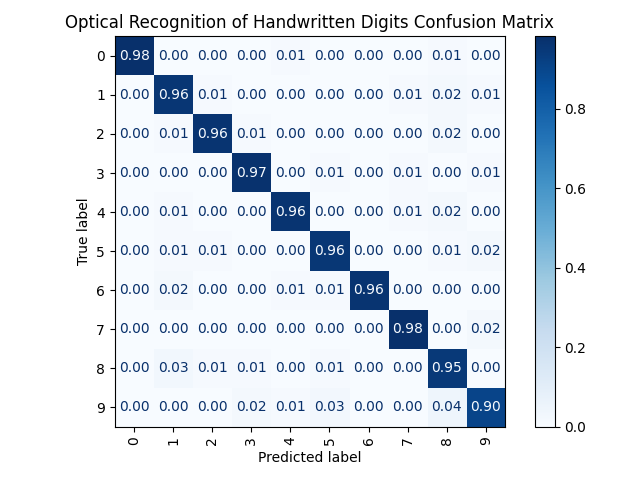 Optical Recognition of Handwritten Digits Confusion Matrix
0 0.98 0.00 0.00 0.00 0.01 0.00 0.00 0.00 0.01 0.00
1 0.00 0.96 0.01 0.00 0.00 0.00 0.00 0.01 0.02 0.01
2 0.00 0.01 0.96 0.01 0.00 0.00 0.00 0.00 0.02 0.00
3 0.00 0.00 0.00 0.97 0.00 0.01 0.00 0.01 0.00 0.01
4 0.00 0.01 0.00 0.00 0.96 0.00 0.00 0.01 0.02 0.00
5 0.00 0.01 0.01 0.00 0.00 0.96 0.00 0.00 0.01 0.02
6 0.00 0.02 0.00 0.00 0.01 0.01 0.96 0.00 0.00 0.00
7 0.00 0.00 0.00 0.00 0.00 0.00 0.00 0.98 0.00 0.02
8 0.00 0.03 0.01 0.01 0.00 0.01 0.00 0.00 0.95 0.00
9 0.00 0.00 0.00 0.02 0.01 0.03 0.00 0.00 0.04 0.90
0 1 2 3 4 5 6 7 8 9
Predicted label
True label
0.8
0.6
0.4
0.2
0.0